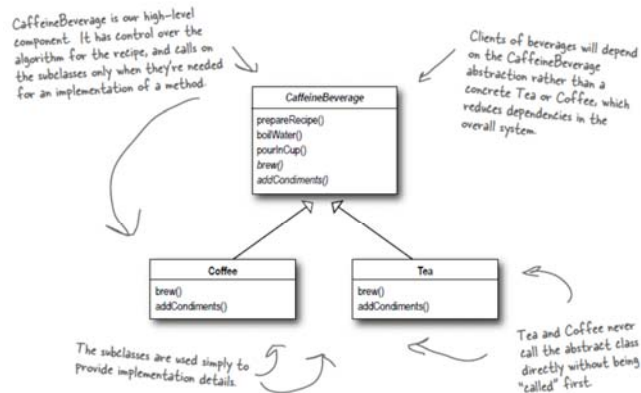 CaffeineBeverage is our high-level
component. It has control over the
algorithm for the recipe, and calls on
the subclasses only when they're needed
for an implementation of a method.
Clients of beverages will depend
on the CaffeineBeverage
abstraction rather than a
concrete Tea or Coffee, which
reduces dependencies in the
overall system.
CaffeineBeverage
prepareRecipe()
boilWater()
pourInCup()
brew()
addCondiments()
Coffee
brew()
addCondiments()
Tea
brew()
addCondiments()
The subclasses are used simply to
provide implementation details.
Tea and Coffee never
call the abstract class
directly without being
"called" first.